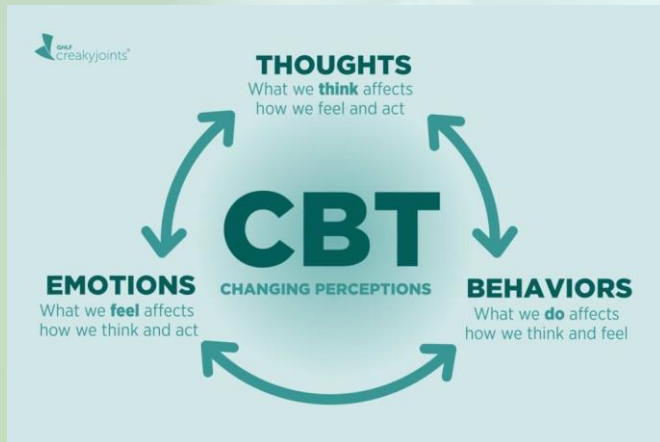 GHLF
creakyjoints®
THOUGHTS
What we think affects
how we feel and act
CBT
CHANGING PERCEPTIONS
EMOTIONS
What we feel affects
how we think and act
BEHAVIORS
What we do affects
how we think and feel